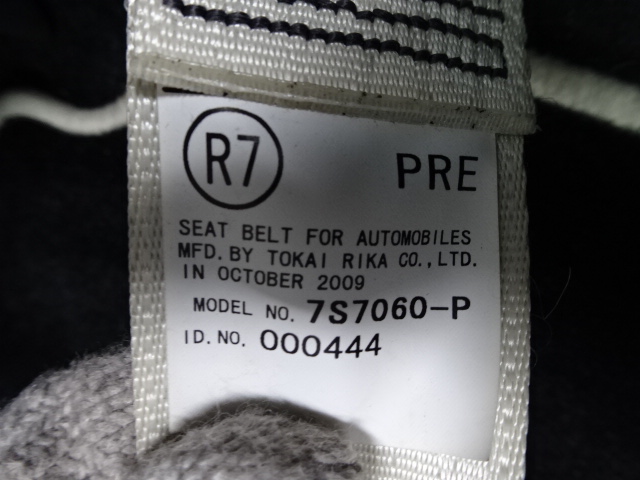 R7 PRE
SEAT BELT FOR AUTOMOBILES
MFD. BY TOKAI RIKA CO., LTD.
IN OCTOBER 2009
MODEL NO. 7S7060-P
ID. NO. 000444